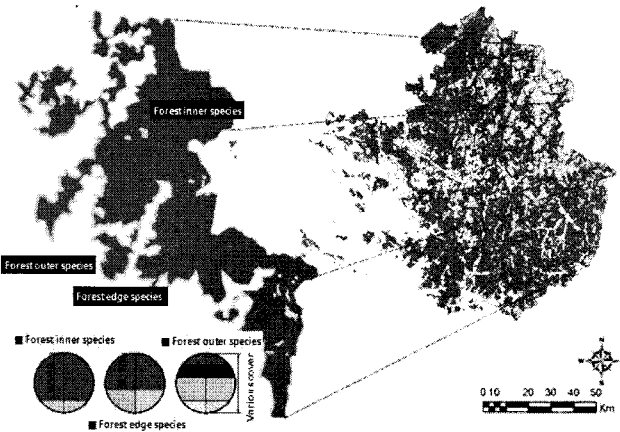 Forest inner species
Forest outer species
Forest edge species
Forest inner species
Forest outer species
Various cover
Forest edge species
N
W E
S
0 10 20 30 40 50
Km